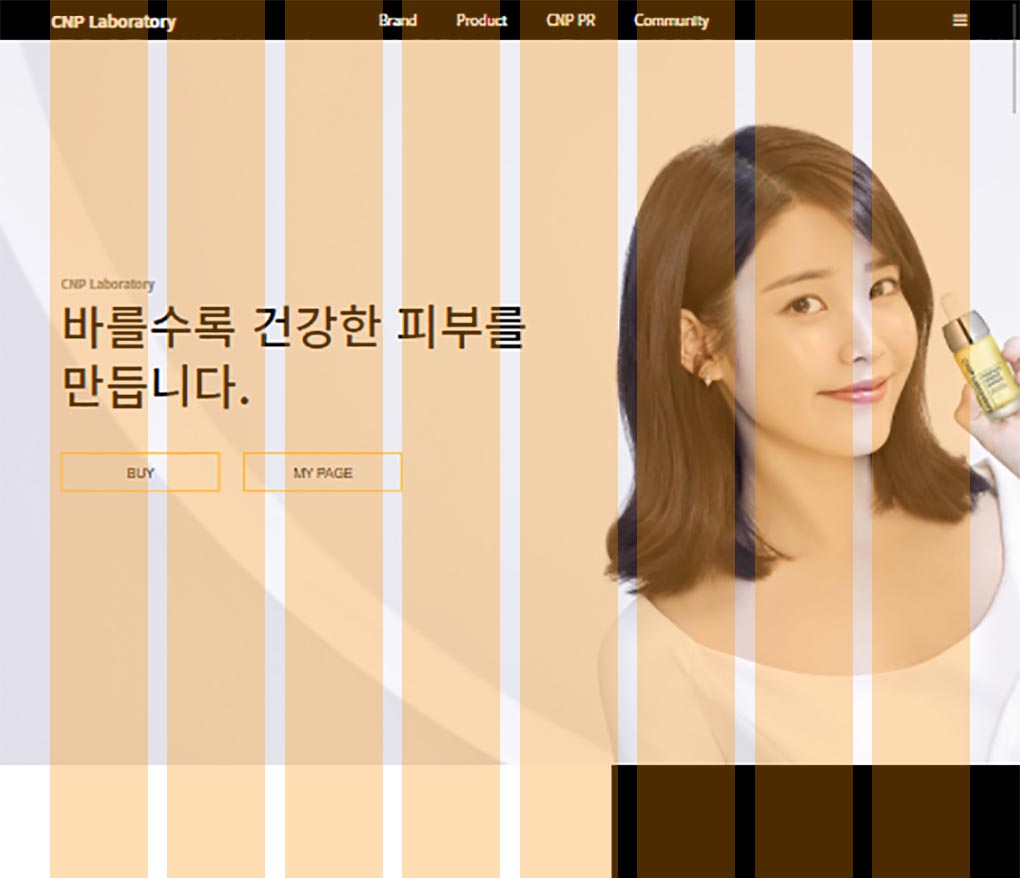 CNP Laboratory Brand Product CNP PR Community
CNP Laboratory
바를수록 건강한 피부를
만듭니다.
BUY MY PAGE